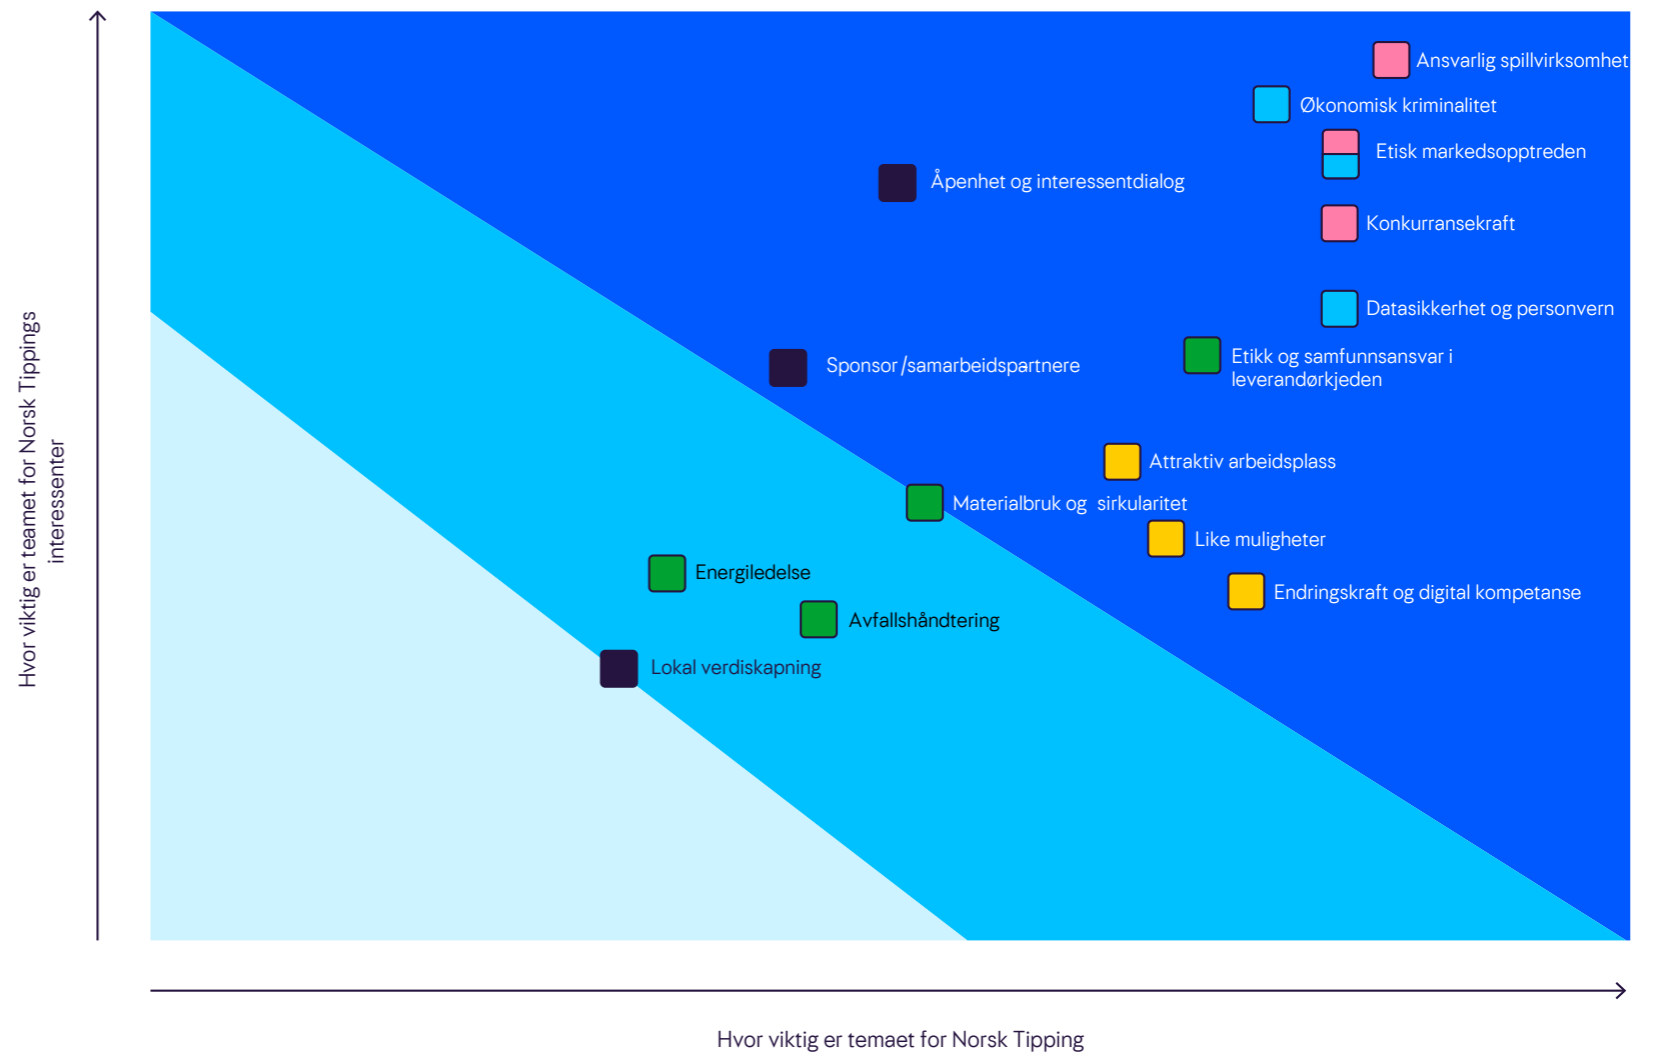 Hvor viktig er teamet for Norsk Tippings
interessenter
Ansvarlig spillvirksomhet
Økonomisk kriminalitet
Etisk markedsopptreden
Åpenhet og interessentdialog
Konkurransekraft
Datasikkerhet og personvern
Etikk og samfunnsansvar i
leverandørkjeden
Sponsor/samarbeidspartnere
Attraktiv arbeidsplass
Materialbruk og sirkularitet
Like muligheter
Energiledelse
Endringskraft og digital kompetanse
Avfallshåndtering
Lokal verdiskapning
Hvor viktig er temaet for Norsk Tipping